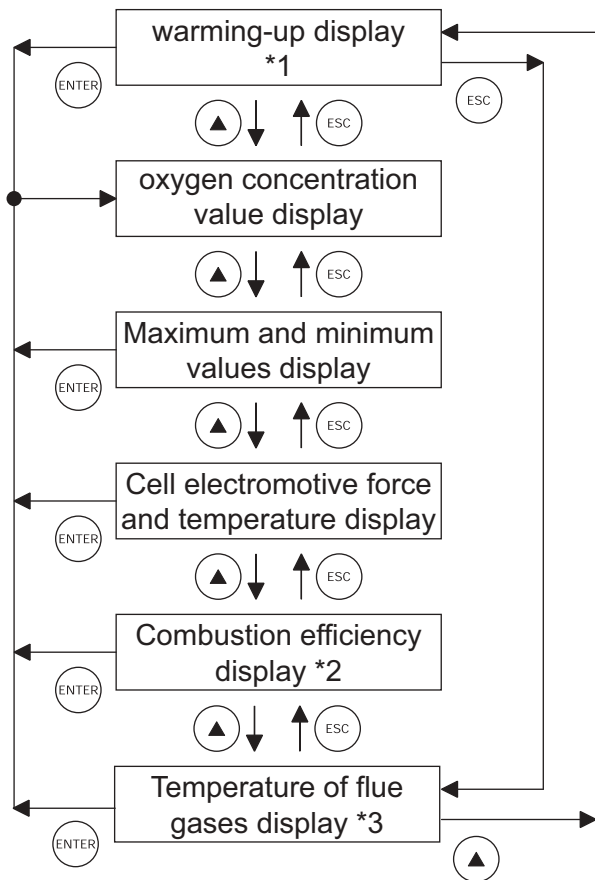 warming-up display
*1
ENTER
ESC
▲
ESC
oxygen concentration
value display
▲
ESC
Maximum and minimum
values display
ENTER
▲
ESC
Cell electromotive force
and temperature display
ENTER
▲
ESC
Combustion efficiency
display *2
ENTER
▲
ESC
Temperature of flue
gases display *3
ENTER
▲